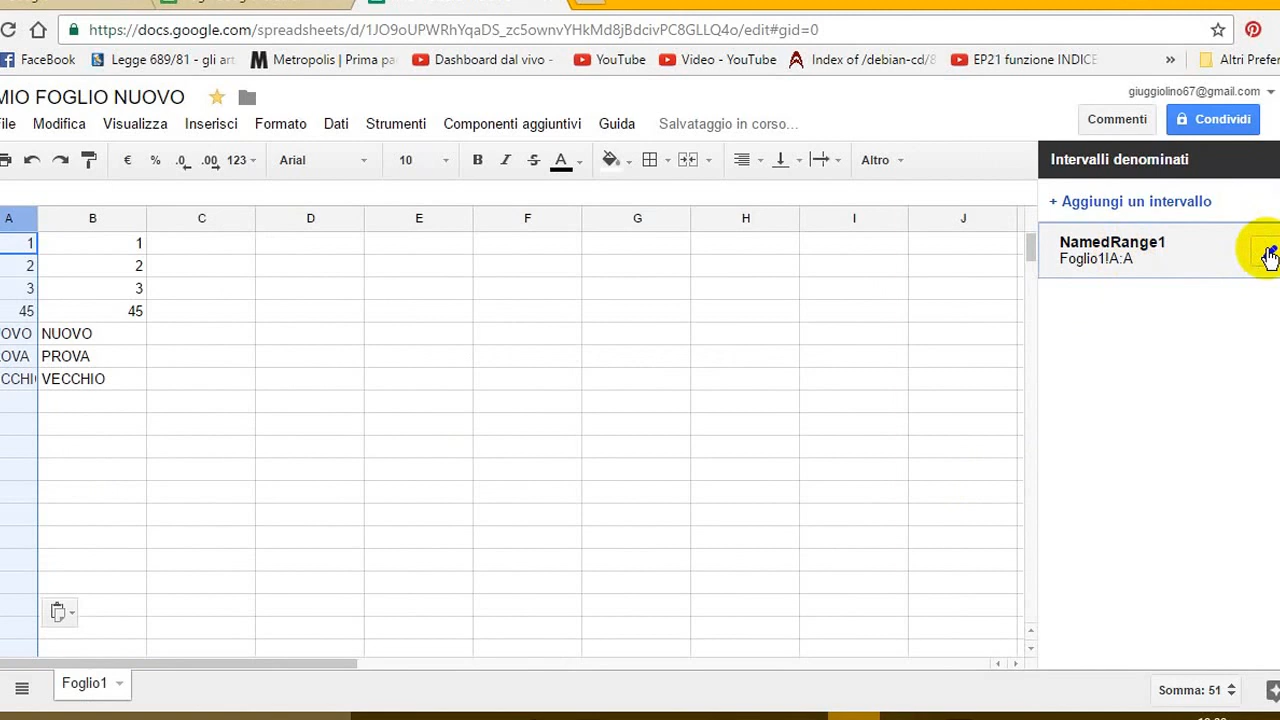 https://docs.google.com/spreadsheets/d/1JO9oUPWRhYqaDS_zc5ownvYHkMd8jBdcivPC8GLLQ4o/edit#gid=0
FaceBook Legge 689/81 - gli art Metropolis | Prima pa Dashboard dal vivo - YouTube Video - YouTube Index of /debian-cd/8 EP21 funzione INDICE » Altri Prefer
MIO FOGLIO NUOVO
giuggiolino67@gmail.com
File Modifica Visualizza Inserisci Formato Dati Strumenti Componenti aggiuntivi Guida Salvataggio in corso...
Commenti Condividi
€ % .0 .00 123 Arial 10 B I S A Altro
Intervalli denominati
+ Aggiungi un intervallo
NamedRange1
Foglio1!A:A
A B C D E F G H I J
1 1
2 2
3 3
45 45
OVO NUOVO
OVA PROVA
CCHI VECCHIO
Foglio1
Somma: 51